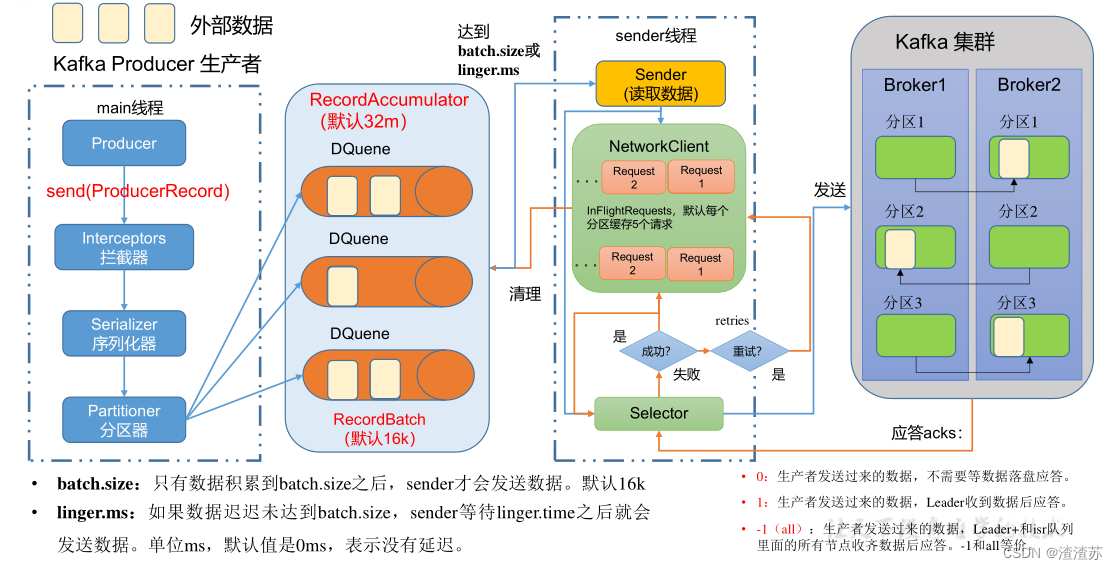 外部数据
Kafka Producer 生产者
main线程
Producer
send(ProducerRecord)
Interceptors
拦截器
Serializer
序列化器
Partitioner
分区器
RecordAccumulator
（默认32m）
DQuene
DQuene
DQuene
RecordBatch
（默认16k）
达到
batch.size或
linger.ms
清理
sender线程
Sender
(读取数据)
NetworkClient
···
Request
2
Request
1
InFlightRequests，默认每个
分区缓存5个请求
···
Request
2
Request
1
是
成功?
失败
retries
重试?
是
Selector
发送
Kafka 集群
Broker1
分区1
分区2
分区3
Broker2
分区1
分区2
分区3
应答acks：
• batch.size：只有数据积累到batch.size之后，sender才会发送数据。默认16k
• linger.ms：如果数据迟迟未达到batch.size，sender等待linger.time之后就会
发送数据。单位ms，默认值是0ms，表示没有延迟。
• 0：生产者发送过来的数据，不需要等数据落盘应答。
• 1：生产者发送过来的数据，Leader收到数据后应答。
• -1（all）：生产者发送过来的数据，Leader+和isr队列
里面的所有节点收齐数据后应答。-1和all等价。
CSDN @渣渣苏